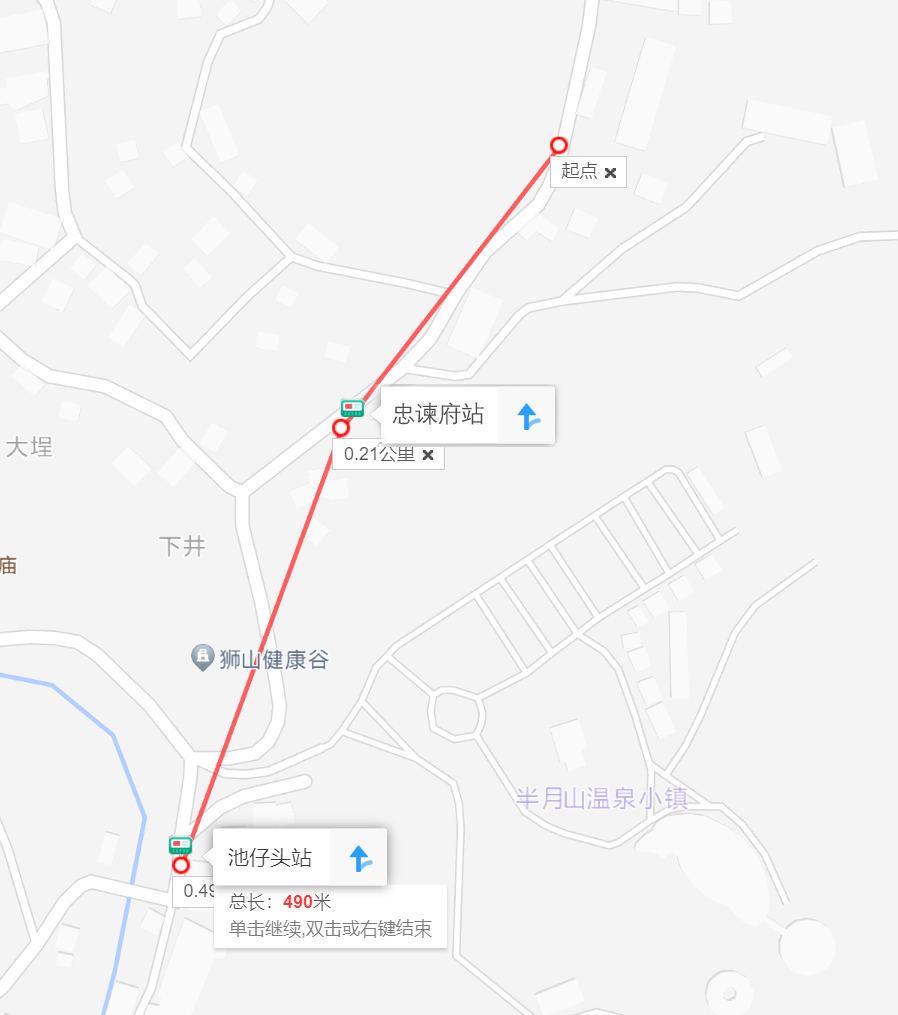 起点
忠谏府站
0.21公里
大埕
下井
庙
狮山健康谷
半月山温泉小镇
池仔头站
0.49
总长：490米
单击继续,双击或右键结束